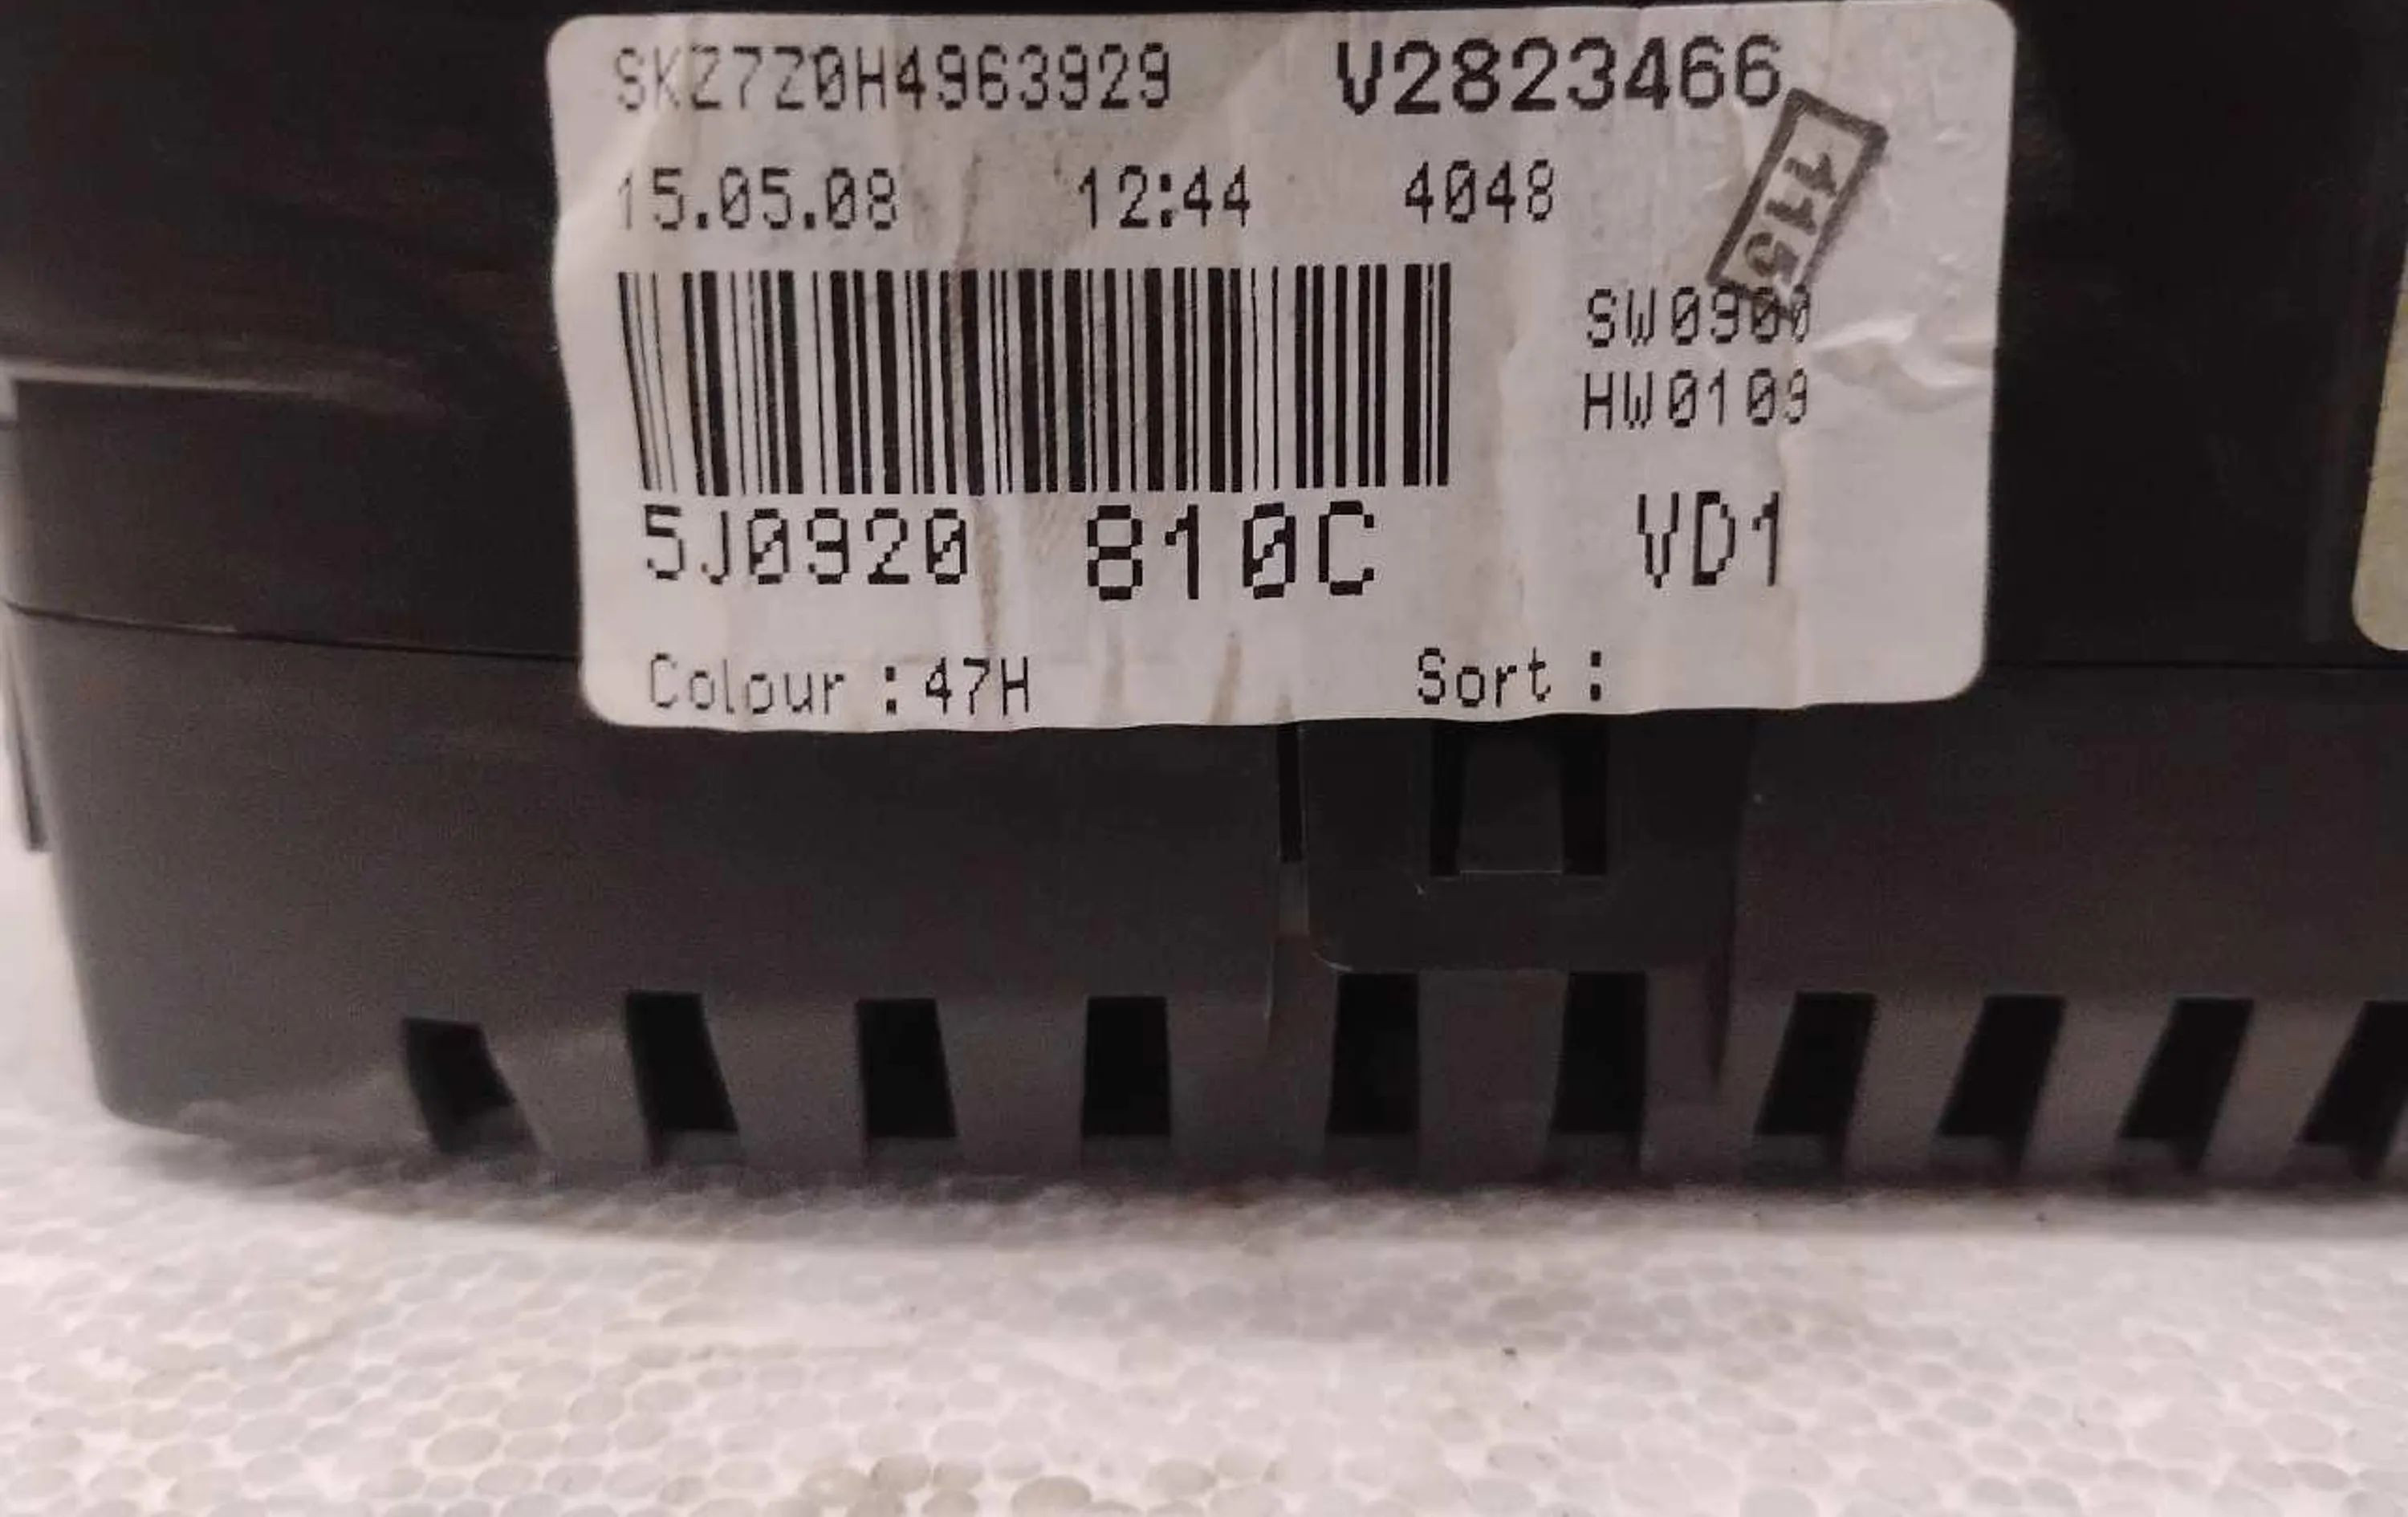 SKZ7Z0H4963929 V2823466
15.05.08 12:44 4048
115
SW0900
HW0109
5J0920 810C VD1
Colour : 47H Sort :